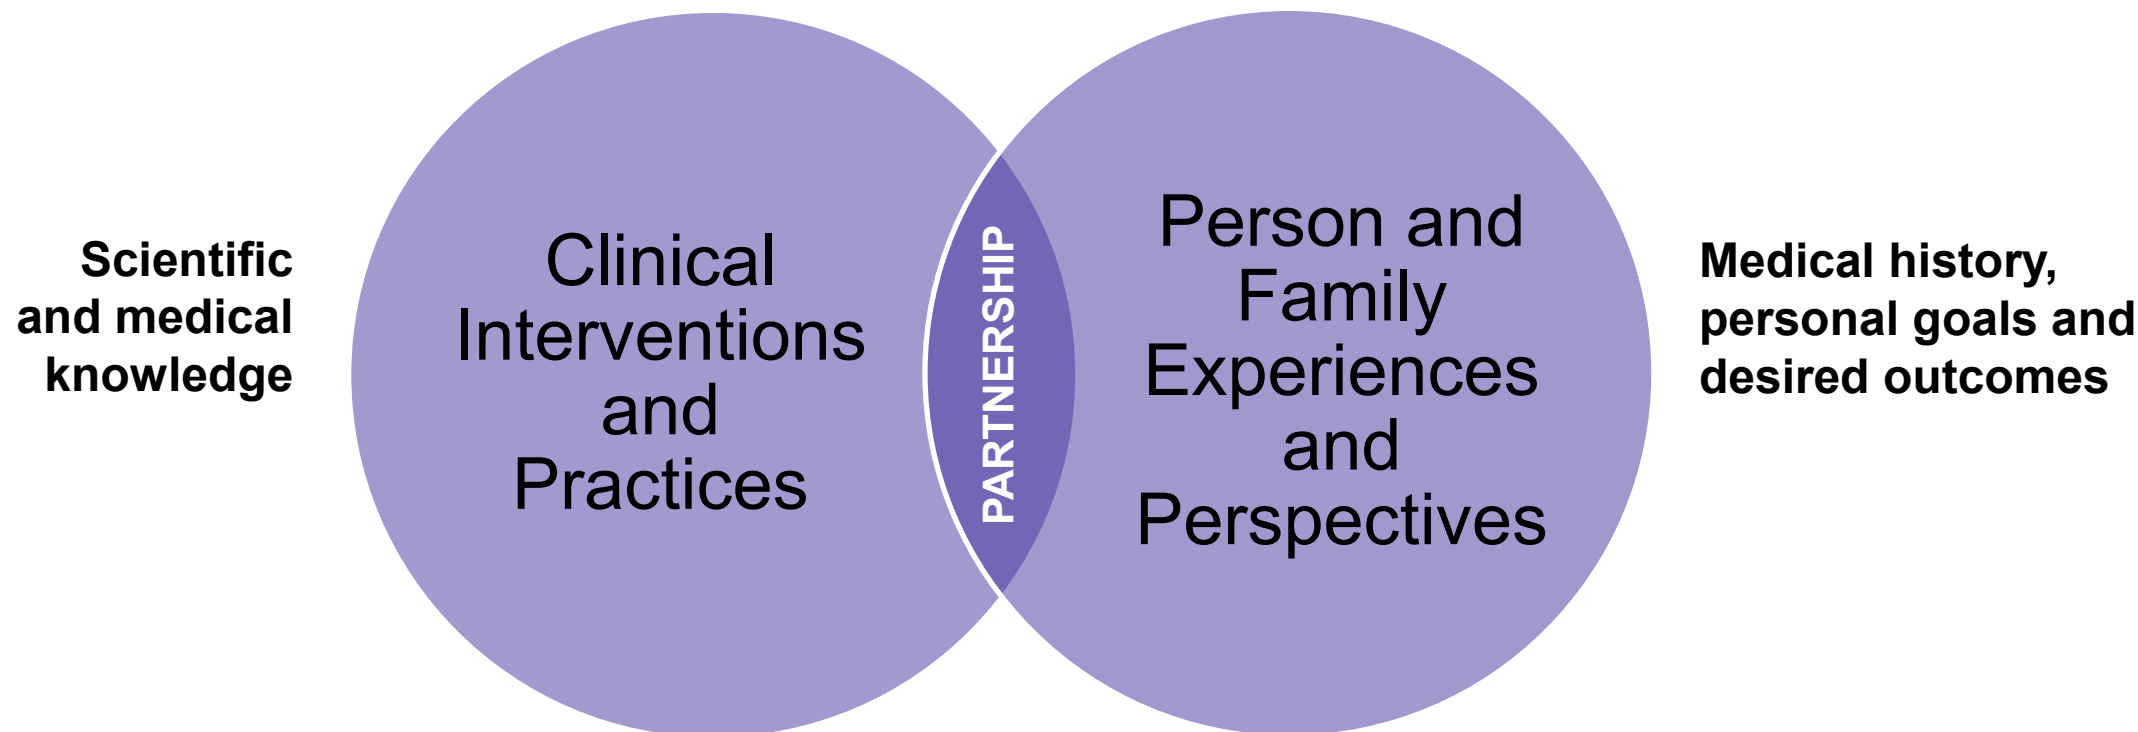 Scientific
and medical
knowledge
Clinical
Interventions
and
Practices
PARTNERSHIP
Person and
Family
Experiences
and
Perspectives
Medical history,
personal goals and
desired outcomes